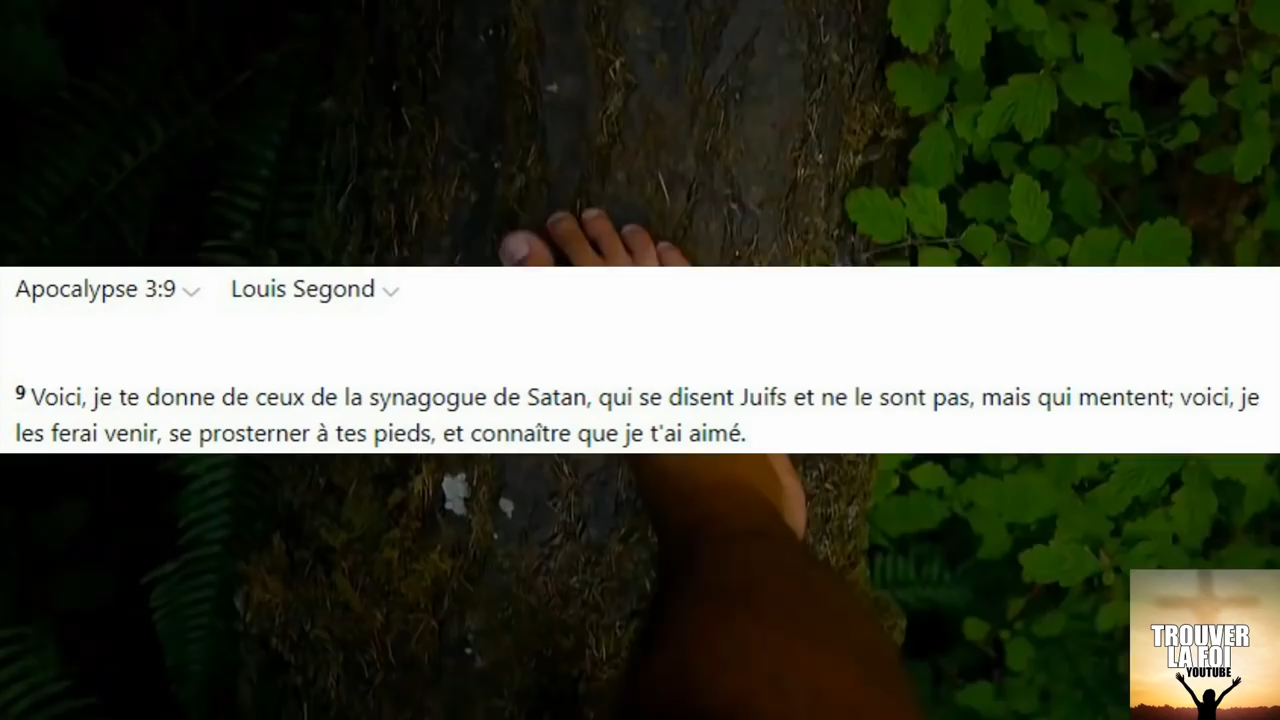 Apocalypse 3:9 Louis Segond
9 Voici, je te donne de ceux de la synagogue de Satan, qui se disent Juifs et ne le sont pas, mais qui mentent; voici, je
les ferai venir, se prosterner à tes pieds, et connaître que je t'ai aimé.
TROUVER
LA FOI
YOUTUBE